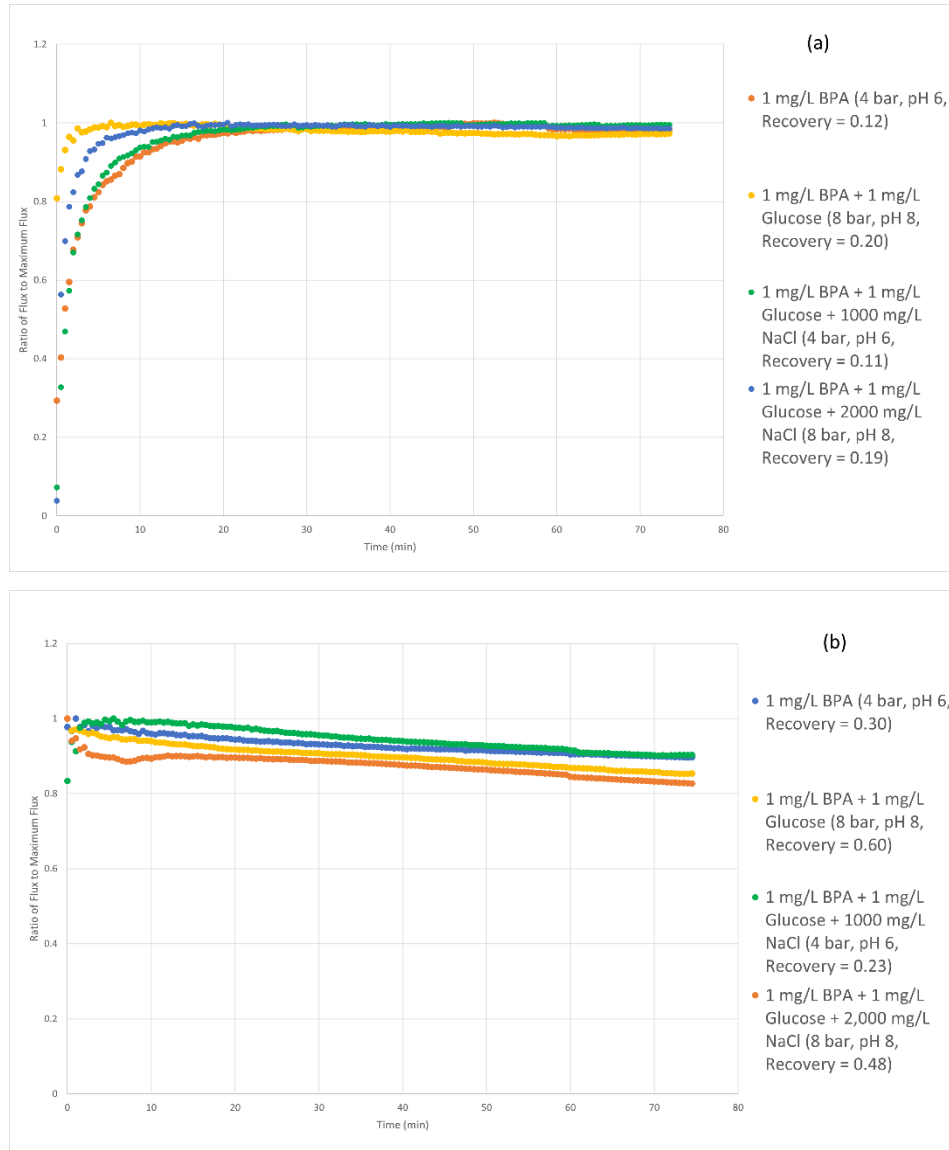 (a)
1.2
1
0.8
0.6
0.4
0.2
0
Ratio of Flux to Maximum Flux
0 10 20 30 40 50 60 70 80
Time (min)
1 mg/L BPA (4 bar, pH 6,
Recovery = 0.12)
1 mg/L BPA + 1 mg/L
Glucose (8 bar, pH 8,
Recovery = 0.20)
1 mg/L BPA + 1 mg/L
Glucose + 1000 mg/L
NaCl (4 bar, pH 6,
Recovery = 0.11)
1 mg/L BPA + 1 mg/L
Glucose + 2000 mg/L
NaCl (8 bar, pH 8,
Recovery = 0.19)
(b)
1.2
1
0.8
0.6
0.4
0.2
0
Ratio of Flux to Maximum Flux
0 10 20 30 40 50 60 70 80
Time (min)
1 mg/L BPA (4 bar, pH 6,
Recovery = 0.30)
1 mg/L BPA + 1 mg/L
Glucose (8 bar, pH 8,
Recovery = 0.60)
1 mg/L BPA + 1 mg/L
Glucose + 1000 mg/L
NaCl (4 bar, pH 6,
Recovery = 0.23)
1 mg/L BPA + 1 mg/L
Glucose + 2,000 mg/L
NaCl (8 bar, pH 8,
Recovery = 0.48)